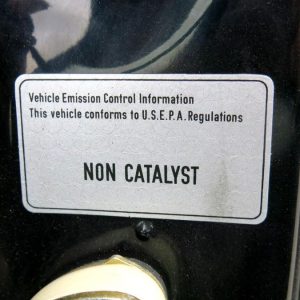 Vehicle Emission Control Information
This vehicle conforms to U.S.E.P.A. Regulations
NON CATALYST